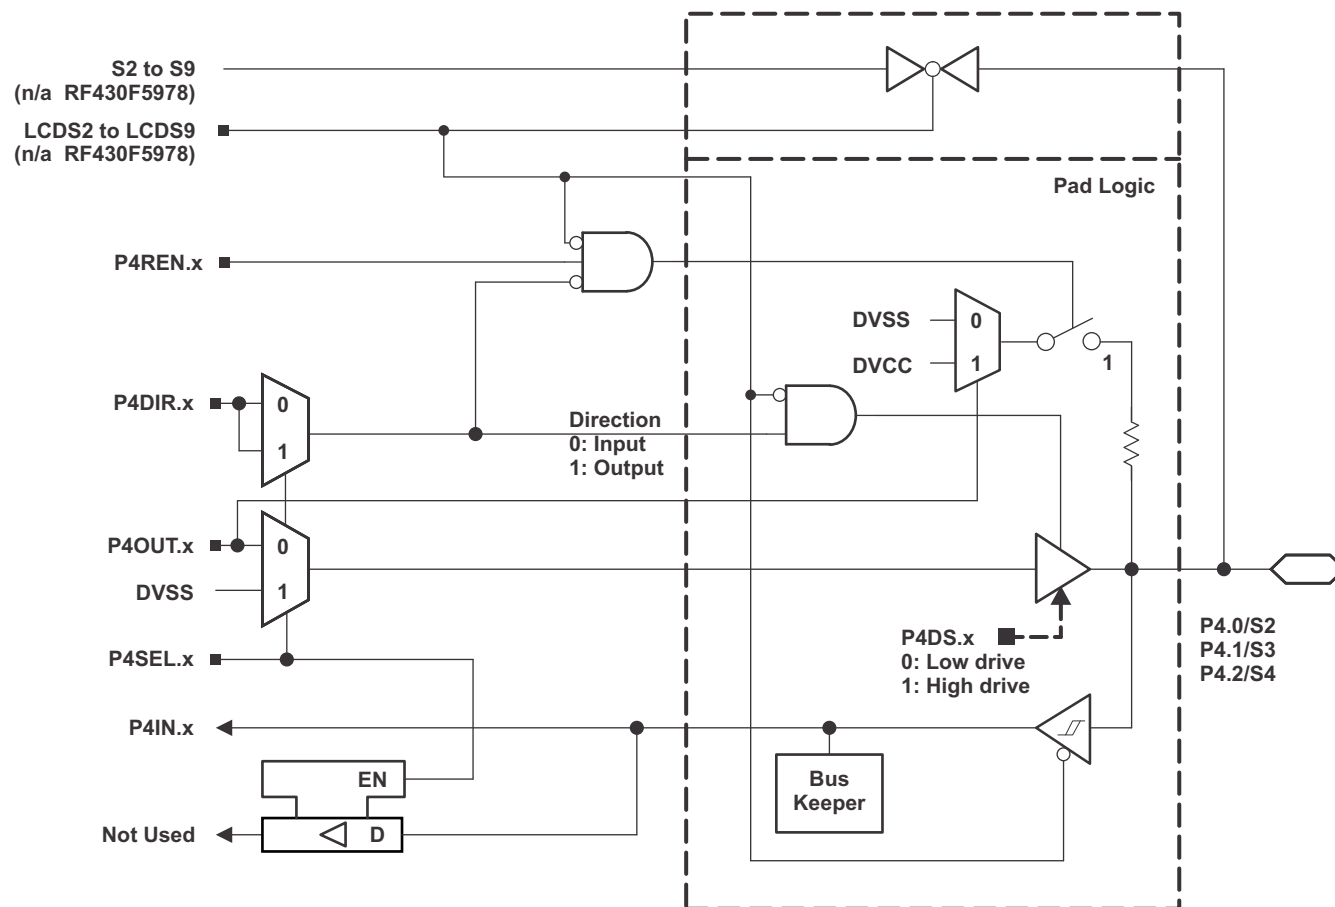 S2 to S9
(n/a RF430F5978)
LCDS2 to LCDS9
(n/a RF430F5978)
Pad Logic
P4REN.x
DVSS
0
DVCC
1
1
P4DIR.x
0
1
Direction
0: Input
1: Output
P4OUT.x
0
DVSS
1
P4SEL.x
P4DS.x
0: Low drive
1: High drive
P4.0/S2
P4.1/S3
P4.2/S4
P4IN.x
EN
Bus
Keeper
Not Used
D